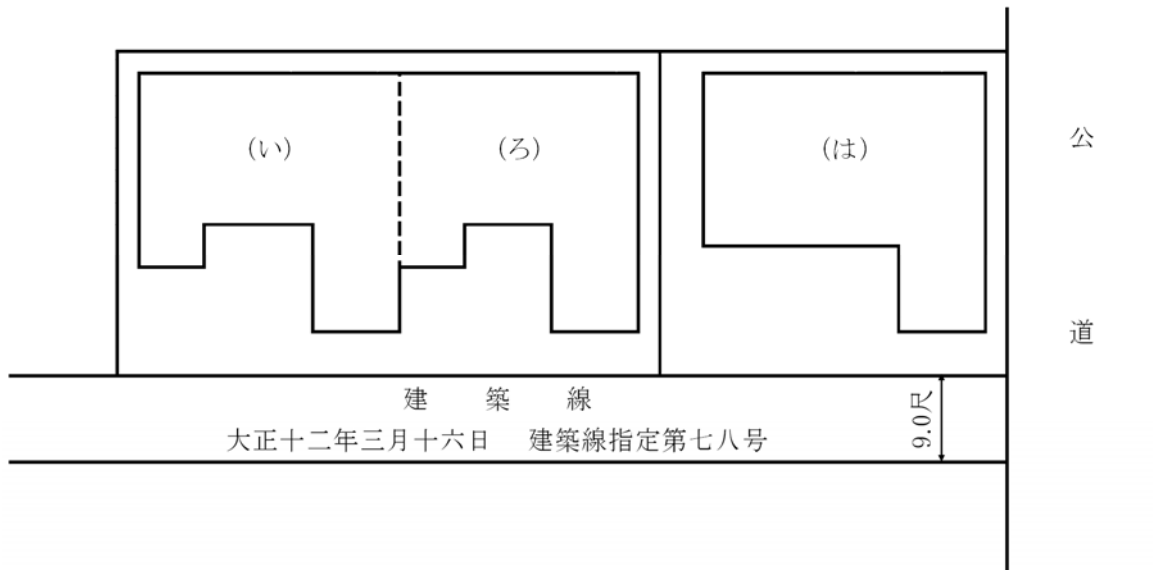 (い)
(ろ)
(は)
公
道
建 築 線
大正十二年三月十六日 建築線指定第七八号
9.0尺